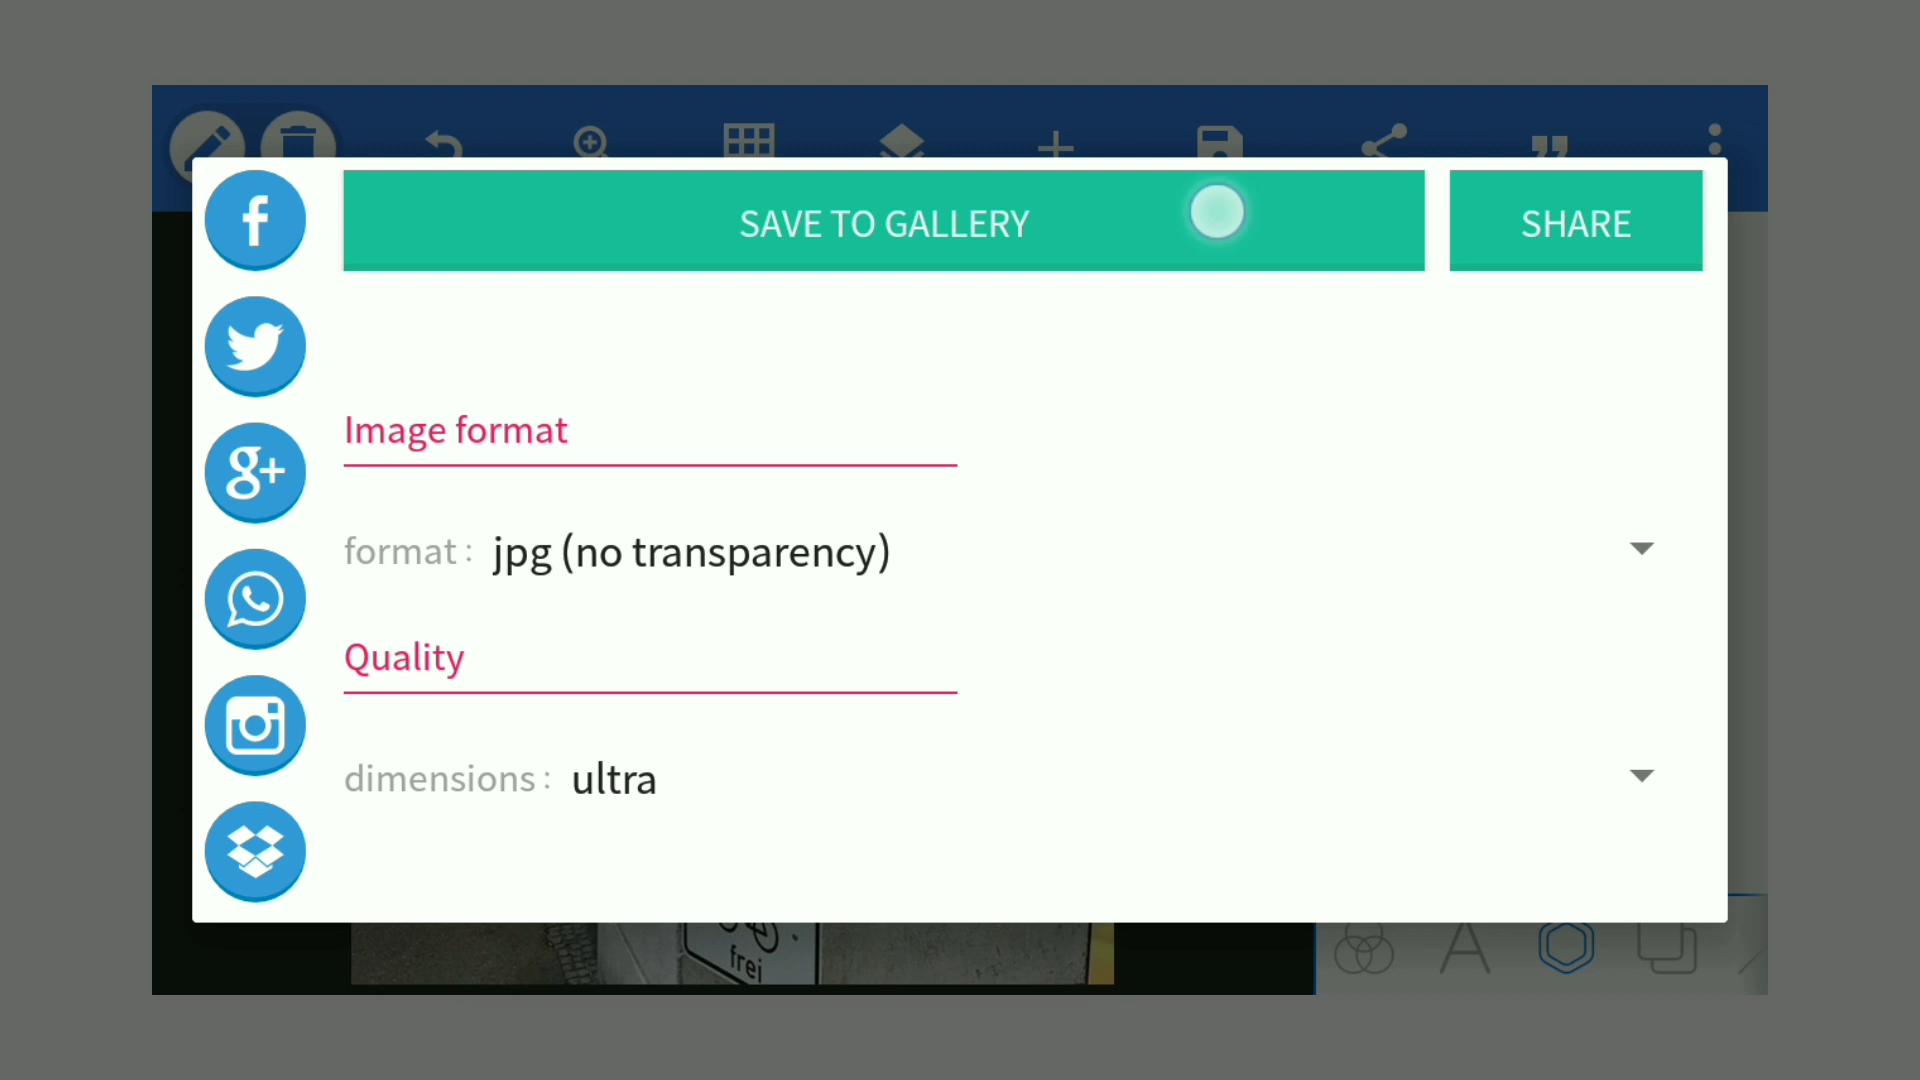 SAVE TO GALLERY
SHARE
Image format
format : jpg (no transparency)
Quality
dimensions : ultra
frei